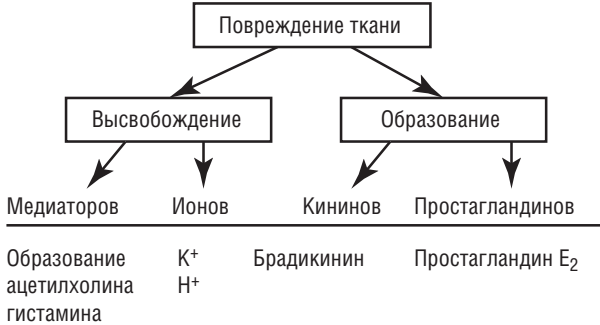 Повреждение ткани
Высвобождение Образование
Медиаторов Ионов Кининов Простагландинов
Образование K⁺ Брадикинин Простагландин E₂
ацетилхолина H⁺
гистамина